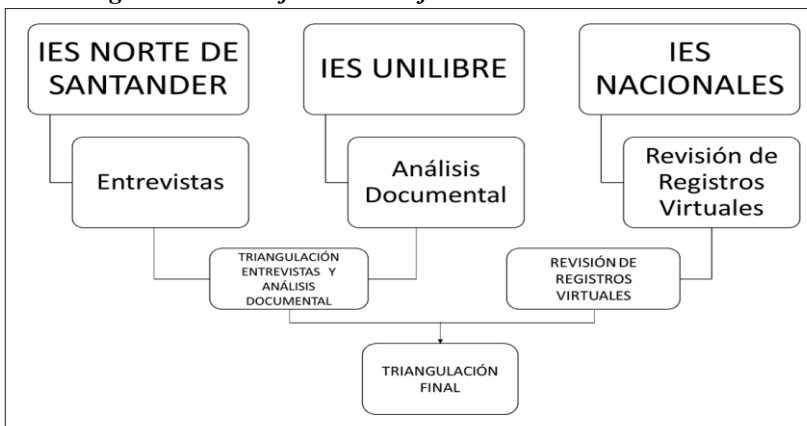 IES NORTE DE
SANTANDER
IES UNILIBRE
IES
NACIONALES
Entrevistas
Análisis
Documental
Revisión de
Registros
Virtuales
TRIANGULACIÓN
ENTREVISTAS Y
ANÁLISIS
DOCUMENTAL
REVISIÓN DE
REGISTROS
VIRTUALES
TRIANGULACIÓN
FINAL